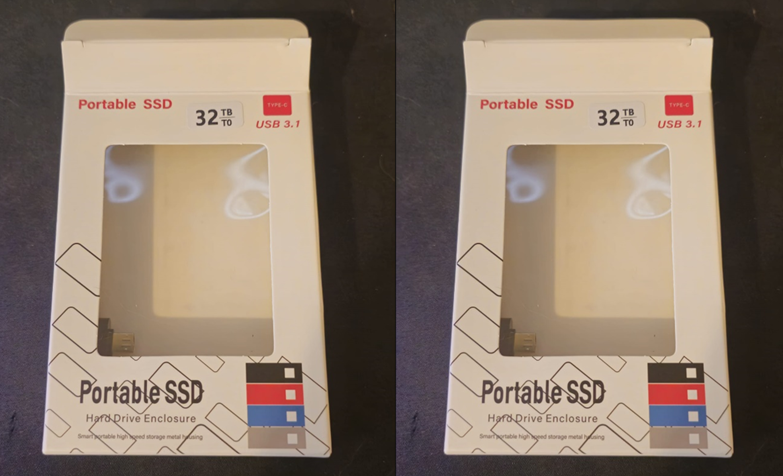 Portable SSD
32 TB
TO
TYPE-C
USB 3.1
Portable SSD
Hard Drive Enclosure
Smart portable high speed storage metal housing
Portable SSD
32 TB
TO
TYPE-C
USB 3.1
Portable SSD
Hard Drive Enclosure
Smart portable high speed storage metal housing